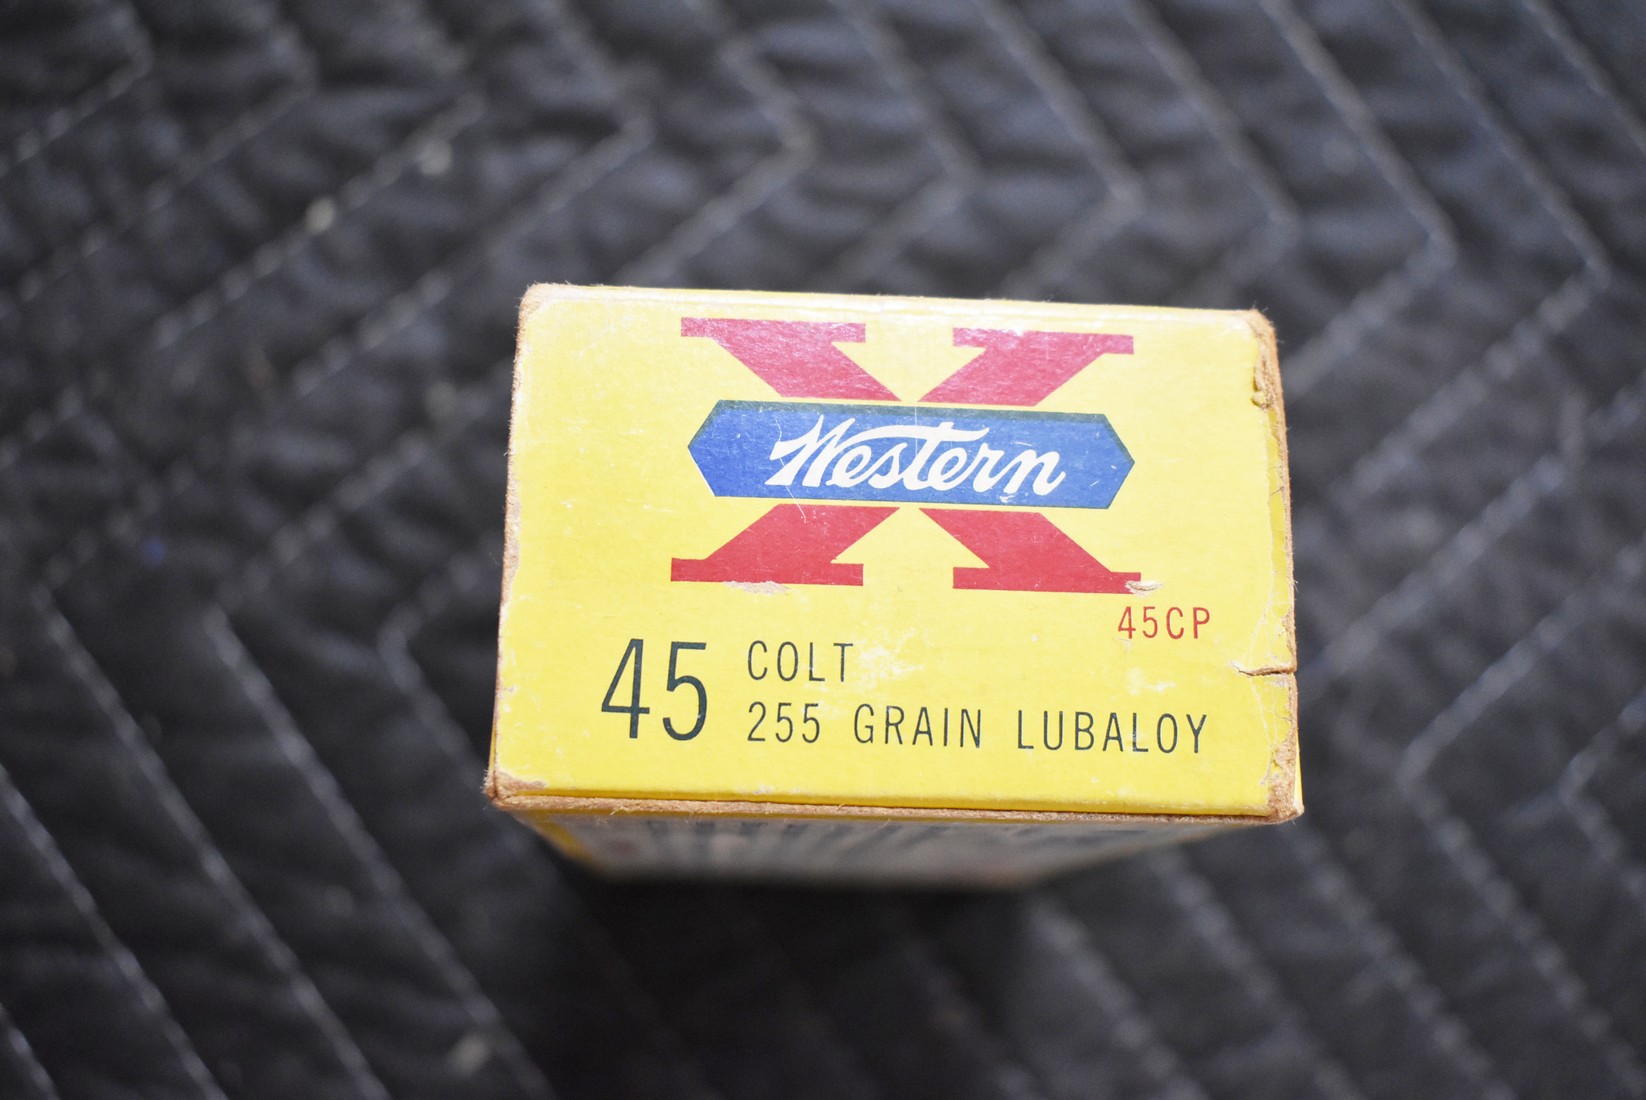 X
Western
45CP
45 COLT
255 GRAIN LUBALOY